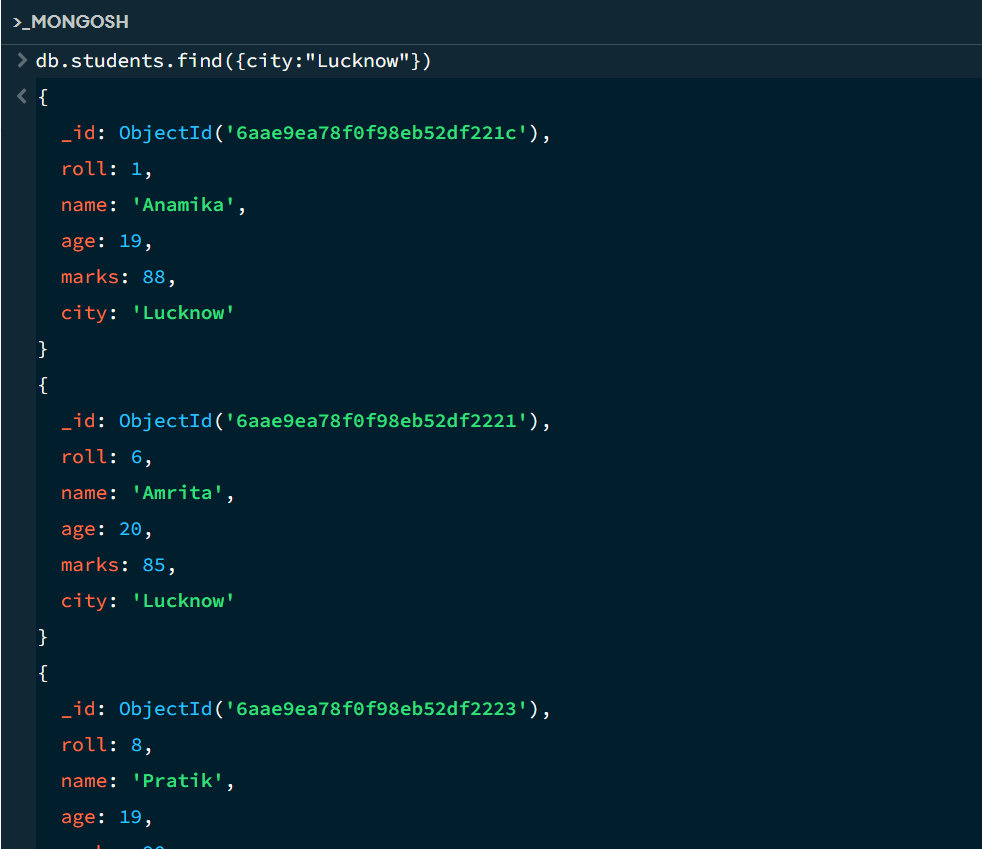 >_MONGOSH
> db.students.find({city:"Lucknow"})
< {
  _id: ObjectId('6aae9ea78f0f98eb52df221c'),
  roll: 1,
  name: 'Anamika',
  age: 19,
  marks: 88,
  city: 'Lucknow'
}
{
  _id: ObjectId('6aae9ea78f0f98eb52df2221'),
  roll: 6,
  name: 'Amrita',
  age: 20,
  marks: 85,
  city: 'Lucknow'
}
{
  _id: ObjectId('6aae9ea78f0f98eb52df2223'),
  roll: 8,
  name: 'Pratik',
  age: 19,